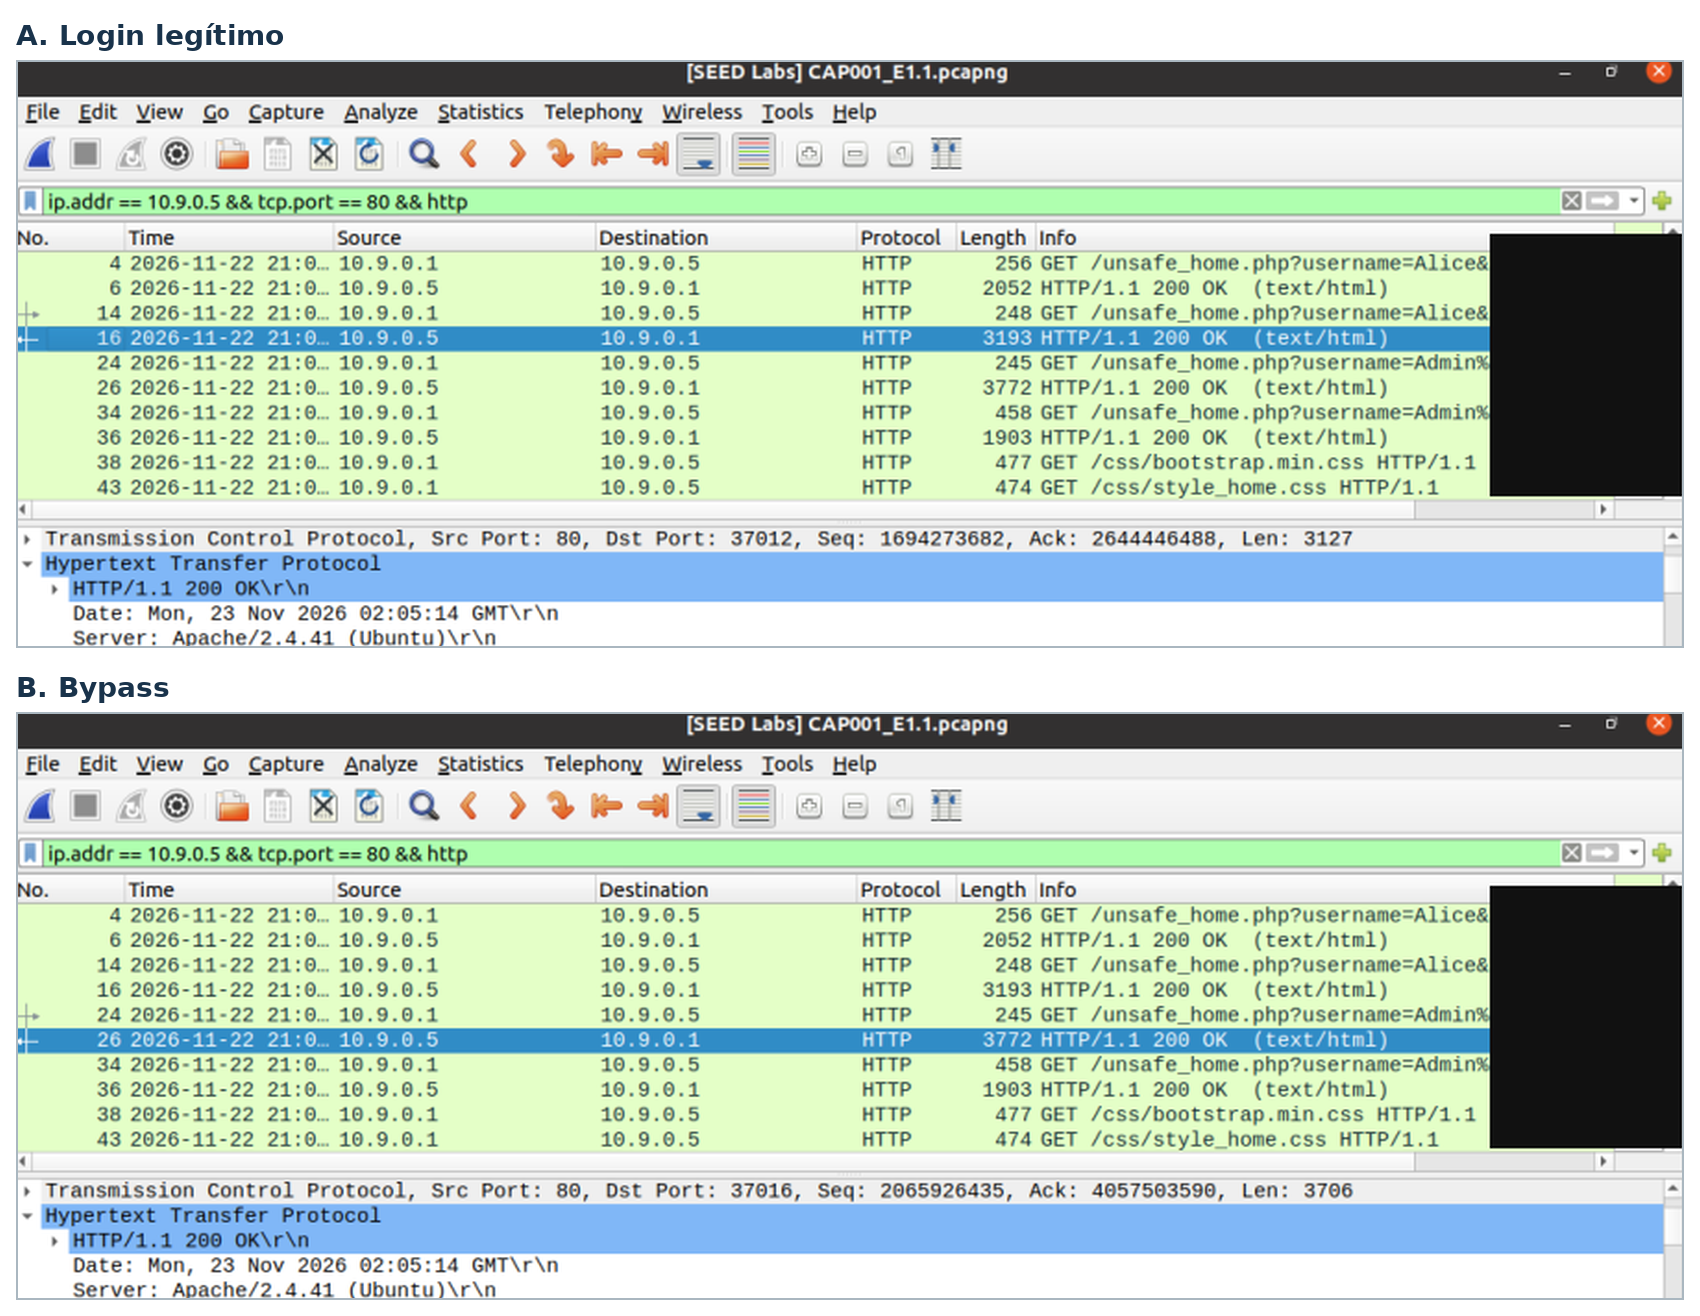 A. Login legítimo
[SEED Labs] CAP001_E1.1.pcapng
File Edit View Go Capture Analyze Statistics Telephony Wireless Tools Help
ip.addr == 10.9.0.5 && tcp.port == 80 && http
No. Time Source Destination Protocol Length Info
4 2026-11-22 21:0… 10.9.0.1 10.9.0.5 HTTP 256 GET /unsafe_home.php?username=Alice&
6 2026-11-22 21:0… 10.9.0.5 10.9.0.1 HTTP 2052 HTTP/1.1 200 OK (text/html)
14 2026-11-22 21:0… 10.9.0.1 10.9.0.5 HTTP 248 GET /unsafe_home.php?username=Alice&
16 2026-11-22 21:0… 10.9.0.5 10.9.0.1 HTTP 3193 HTTP/1.1 200 OK (text/html)
24 2026-11-22 21:0… 10.9.0.1 10.9.0.5 HTTP 245 GET /unsafe_home.php?username=Admin%
26 2026-11-22 21:0… 10.9.0.5 10.9.0.1 HTTP 3772 HTTP/1.1 200 OK (text/html)
34 2026-11-22 21:0… 10.9.0.1 10.9.0.5 HTTP 458 GET /unsafe_home.php?username=Admin%
36 2026-11-22 21:0… 10.9.0.5 10.9.0.1 HTTP 1903 HTTP/1.1 200 OK (text/html)
38 2026-11-22 21:0… 10.9.0.1 10.9.0.5 HTTP 477 GET /css/bootstrap.min.css HTTP/1.1
43 2026-11-22 21:0… 10.9.0.1 10.9.0.5 HTTP 474 GET /css/style_home.css HTTP/1.1
Transmission Control Protocol, Src Port: 80, Dst Port: 37012, Seq: 1694273682, Ack: 2644446488, Len: 3127
Hypertext Transfer Protocol
HTTP/1.1 200 OK\r\n
Date: Mon, 23 Nov 2026 02:05:14 GMT\r\n
Server: Apache/2.4.41 (Ubuntu)\r\n
B. Bypass
[SEED Labs] CAP001_E1.1.pcapng
File Edit View Go Capture Analyze Statistics Telephony Wireless Tools Help
ip.addr == 10.9.0.5 && tcp.port == 80 && http
No. Time Source Destination Protocol Length Info
4 2026-11-22 21:0… 10.9.0.1 10.9.0.5 HTTP 256 GET /unsafe_home.php?username=Alice&
6 2026-11-22 21:0… 10.9.0.5 10.9.0.1 HTTP 2052 HTTP/1.1 200 OK (text/html)
14 2026-11-22 21:0… 10.9.0.1 10.9.0.5 HTTP 248 GET /unsafe_home.php?username=Alice&
16 2026-11-22 21:0… 10.9.0.5 10.9.0.1 HTTP 3193 HTTP/1.1 200 OK (text/html)
24 2026-11-22 21:0… 10.9.0.1 10.9.0.5 HTTP 245 GET /unsafe_home.php?username=Admin%
26 2026-11-22 21:0… 10.9.0.5 10.9.0.1 HTTP 3772 HTTP/1.1 200 OK (text/html)
34 2026-11-22 21:0… 10.9.0.1 10.9.0.5 HTTP 458 GET /unsafe_home.php?username=Admin%
36 2026-11-22 21:0… 10.9.0.5 10.9.0.1 HTTP 1903 HTTP/1.1 200 OK (text/html)
38 2026-11-22 21:0… 10.9.0.1 10.9.0.5 HTTP 477 GET /css/bootstrap.min.css HTTP/1.1
43 2026-11-22 21:0… 10.9.0.1 10.9.0.5 HTTP 474 GET /css/style_home.css HTTP/1.1
Transmission Control Protocol, Src Port: 80, Dst Port: 37016, Seq: 2065926435, Ack: 4057503590, Len: 3706
Hypertext Transfer Protocol
HTTP/1.1 200 OK\r\n
Date: Mon, 23 Nov 2026 02:05:14 GMT\r\n
Server: Apache/2.4.41 (Ubuntu)\r\n